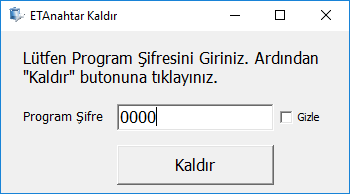 ETAnahtar Kaldır
Lütfen Program Şifresini Giriniz. Ardından
"Kaldır" butonuna tıklayınız.
Program Şifre 0000 Gizle
Kaldır